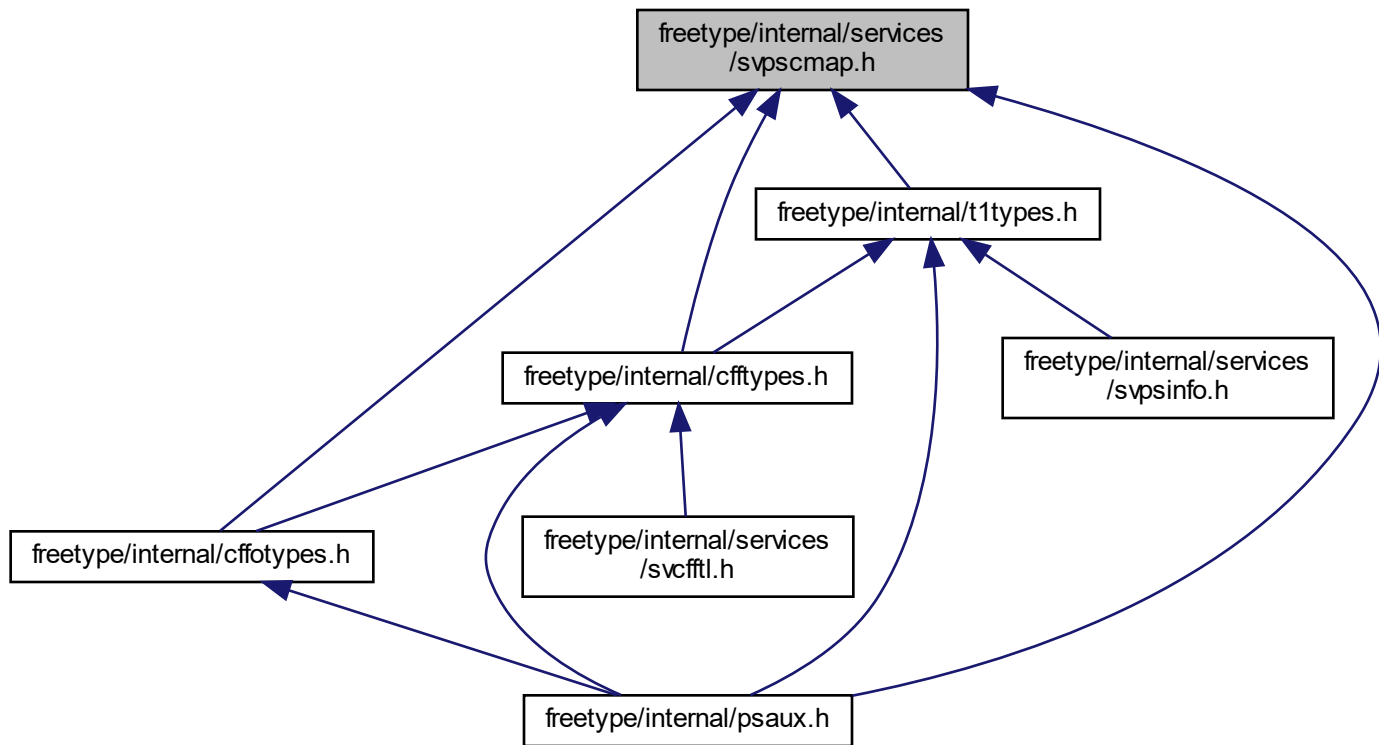 freetype/internal/services
/svpscmap.h
freetype/internal/t1types.h
freetype/internal/cfftypes.h
freetype/internal/services
/svpsinfo.h
freetype/internal/cffotypes.h
freetype/internal/services
/svcfftl.h
freetype/internal/psaux.h